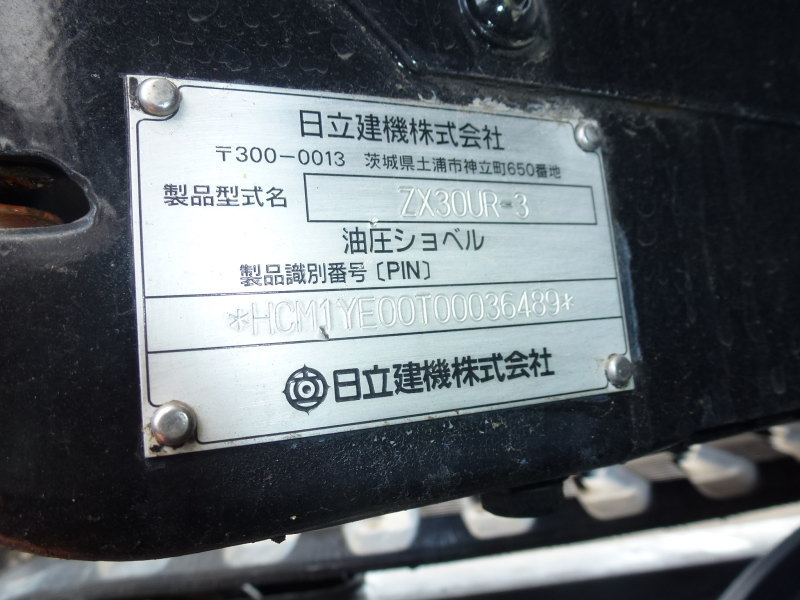 日立建機株式会社
〒300-0013 茨城県土浦市神立町650番地
製品型式名 ZX30UR-3
油圧ショベル
製品識別番号〔PIN〕
*HCM1YE00T00036489*
日立建機株式会社